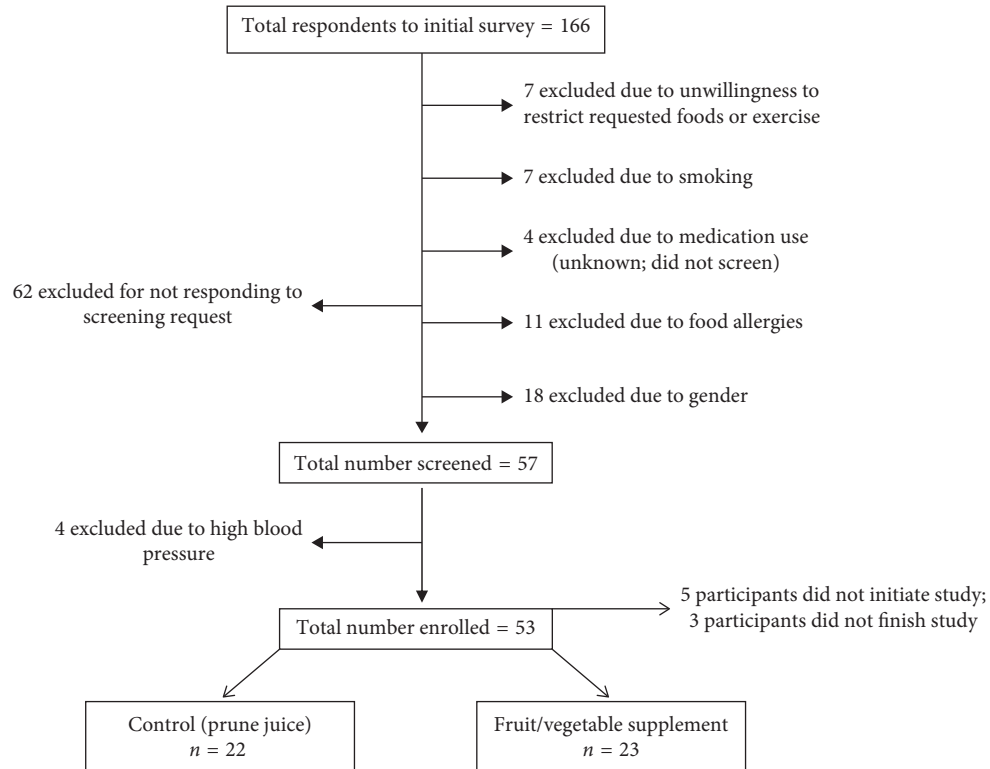 Total respondents to initial survey = 166
7 excluded due to unwillingness to
restrict requested foods or exercise
7 excluded due to smoking
4 excluded due to medication use
(unknown; did not screen)
62 excluded for not responding to
screening request
11 excluded due to food allergies
18 excluded due to gender
Total number screened = 57
4 excluded due to high blood
pressure
5 participants did not initiate study;
3 participants did not finish study
Total number enrolled = 53
Control (prune juice)
n = 22
Fruit/vegetable supplement
n = 23